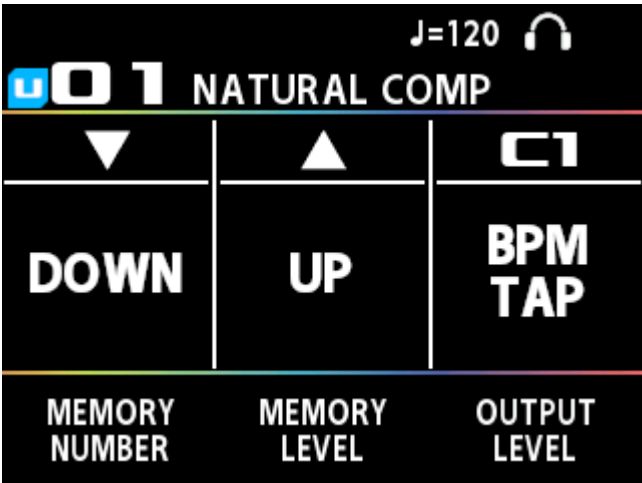 ♩=120
U01 NATURAL COMP
▼ ▲ C1
DOWN UP BPM TAP
MEMORY NUMBER MEMORY LEVEL OUTPUT LEVEL